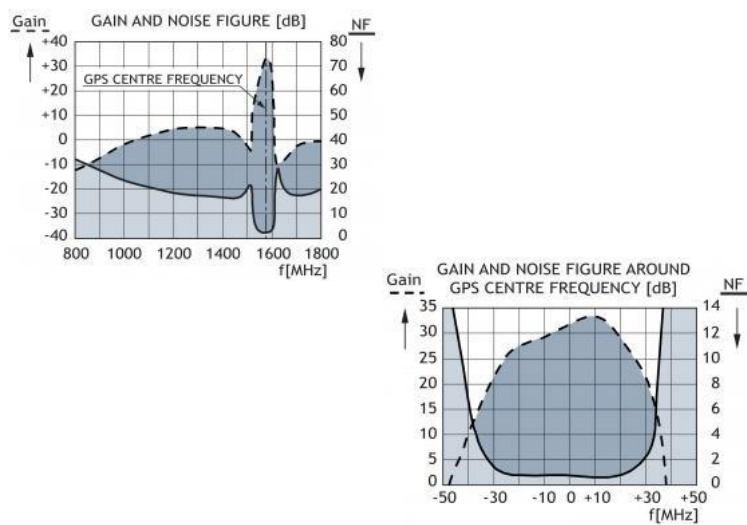 GAIN AND NOISE FIGURE [dB]
Gain
NF
+40 80
+30 70
GPS CENTRE FREQUENCY
+20 60
+10 50
0 40
-10 30
-20 20
-30 10
-40 0
800 1000 1200 1400 1600 1800
f[MHz]
GAIN AND NOISE FIGURE AROUND
GPS CENTRE FREQUENCY [dB]
Gain
NF
35 14
30 12
25 10
20 8
15 6
10 4
5 2
0 0
-50 -30 -10 0 +10 +30 +50
f[MHz]